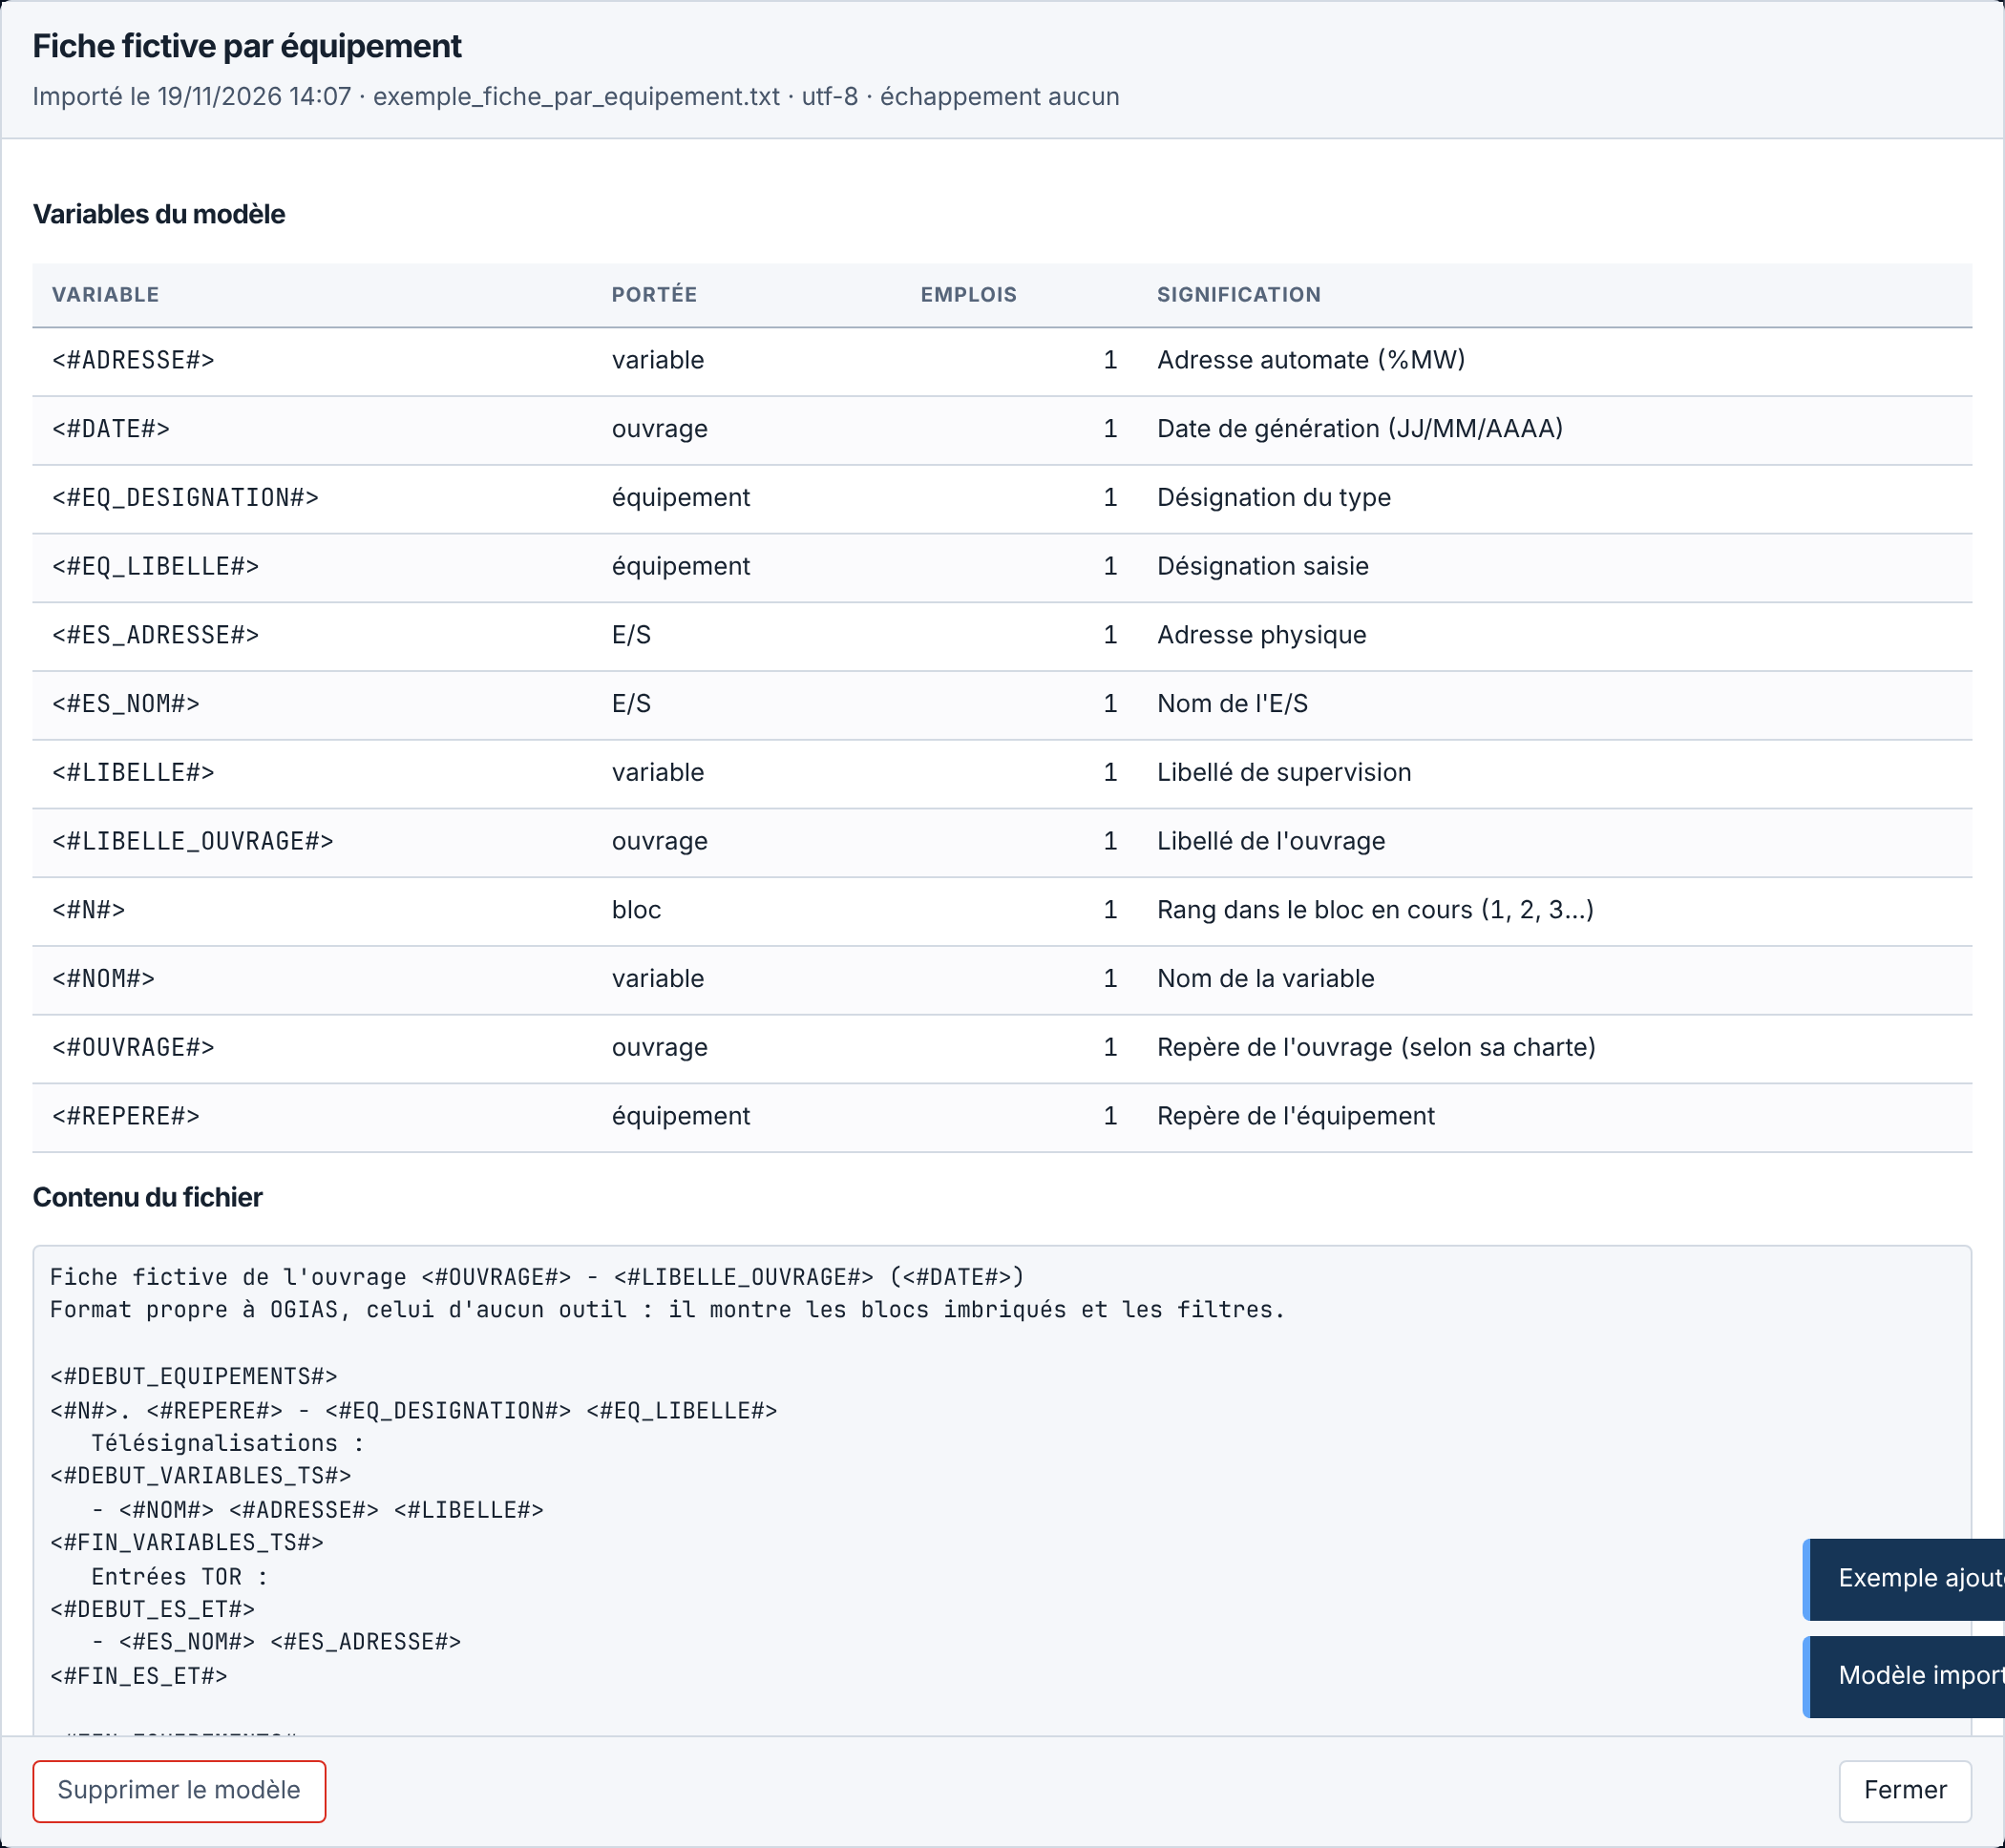 Fiche fictive par équipement
Importé le 19/11/2026 14:07 · exemple_fiche_par_equipement.txt · utf-8 · échappement aucun
Variables du modèle
VARIABLE PORTÉE EMPLOIS SIGNIFICATION
<#ADRESSE#> variable 1 Adresse automate (%MW)
<#DATE#> ouvrage 1 Date de génération (JJ/MM/AAAA)
<#EQ_DESIGNATION#> équipement 1 Désignation du type
<#EQ_LIBELLE#> équipement 1 Désignation saisie
<#ES_ADRESSE#> E/S 1 Adresse physique
<#ES_NOM#> E/S 1 Nom de l'E/S
<#LIBELLE#> variable 1 Libellé de supervision
<#LIBELLE_OUVRAGE#> ouvrage 1 Libellé de l'ouvrage
<#N#> bloc 1 Rang dans le bloc en cours (1, 2, 3…)
<#NOM#> variable 1 Nom de la variable
<#OUVRAGE#> ouvrage 1 Repère de l'ouvrage (selon sa charte)
<#REPERE#> équipement 1 Repère de l'équipement
Contenu du fichier
Fiche fictive de l'ouvrage <#OUVRAGE#> - <#LIBELLE_OUVRAGE#> (<#DATE#>)
Format propre à OGIAS, celui d'aucun outil : il montre les blocs imbriqués et les filtres.
<#DEBUT_EQUIPEMENTS#>
<#N#>. <#REPERE#> - <#EQ_DESIGNATION#> <#EQ_LIBELLE#>
Télésignalisations :
<#DEBUT_VARIABLES_TS#>
- <#NOM#> <#ADRESSE#> <#LIBELLE#>
<#FIN_VARIABLES_TS#>
Entrées TOR :
<#DEBUT_ES_ET#>
- <#ES_NOM#> <#ES_ADRESSE#>
<#FIN_ES_ET#>
Exemple
Modèle
Supprimer le modèle
Fermer